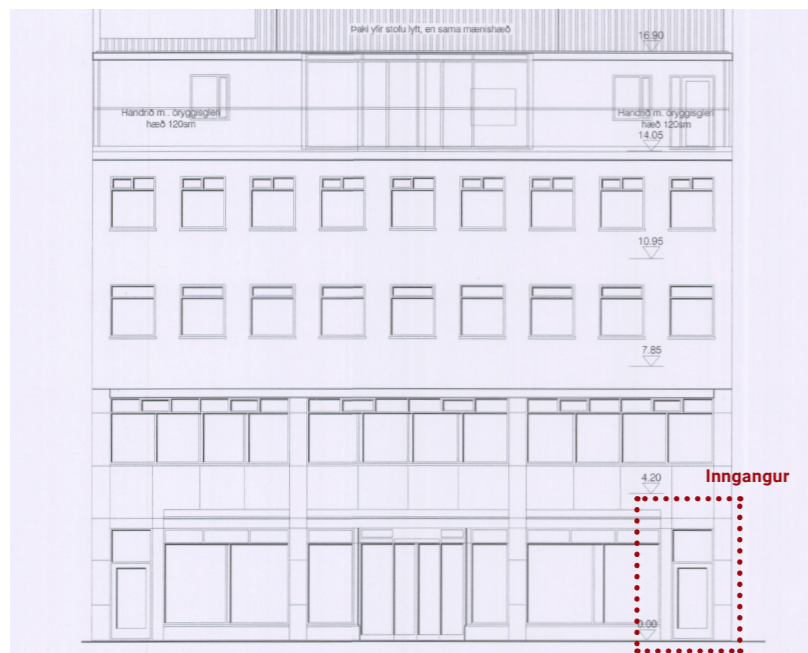 Þaki yfir stofu lyft, en sama mænishæð
16.90
Handrið m.. öryggisgleri
hæð 120sm
Handrið m. öryggisgleri
hæð 120sm
14.05
10.95
7.85
4.20
Inngangur
0.00